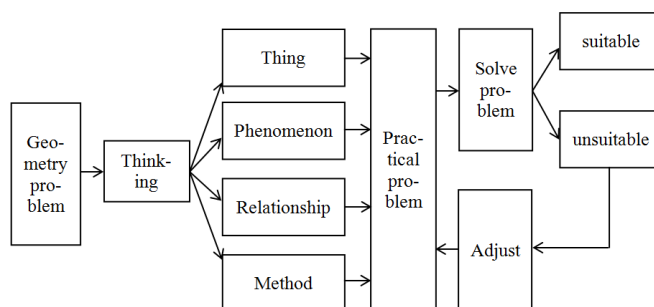 Geo-
metry
pro-
blem
Think-
ing
Thing
Phenomenon
Relationship
Method
Prac-
tical
pro-
blem
Solve
pro-
blem
suitable
unsuitable
Adjust